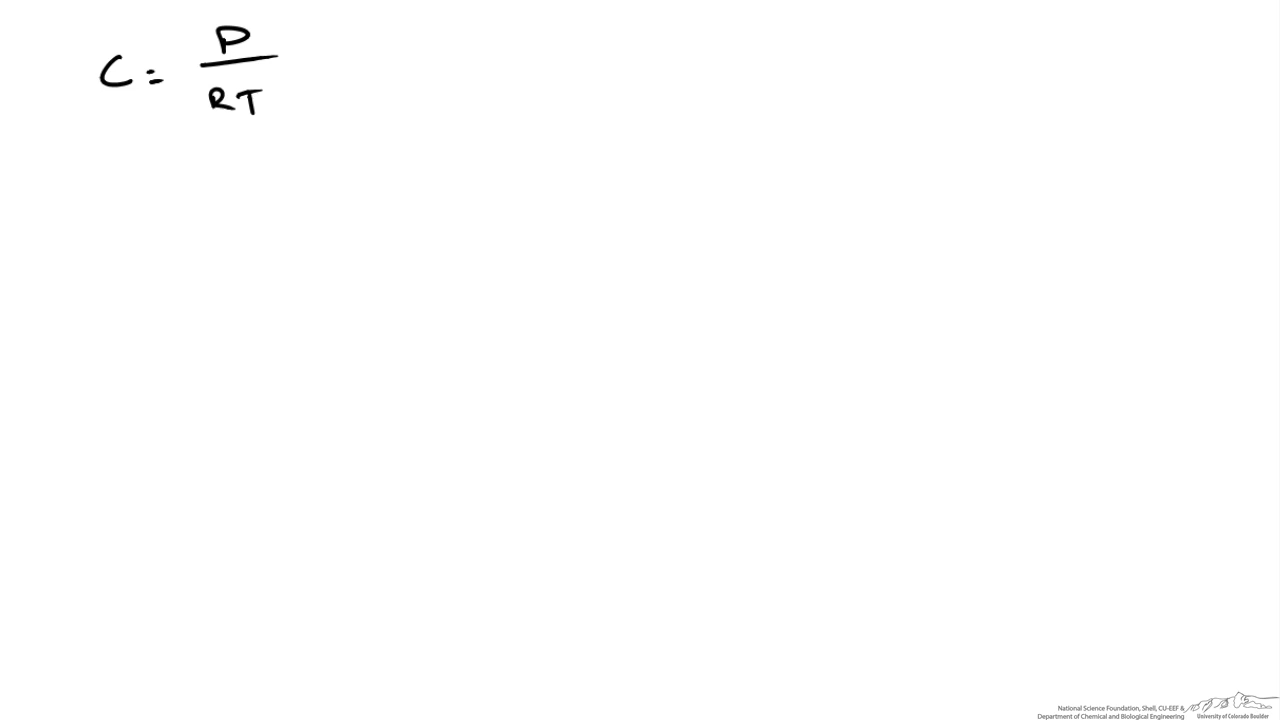 C = P / RT
National Science Foundation, Shell, CU-EEF &
Department of Chemical and Biological Engineering
University of Colorado Boulder